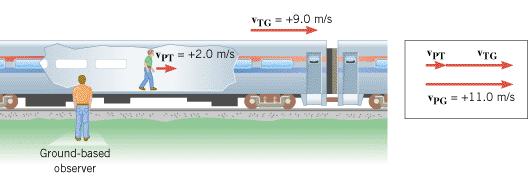 vTG = +9.0 m/s
vPT = +2.0 m/s
Ground-based
observer
vPT vTG
vPG = +11.0 m/s